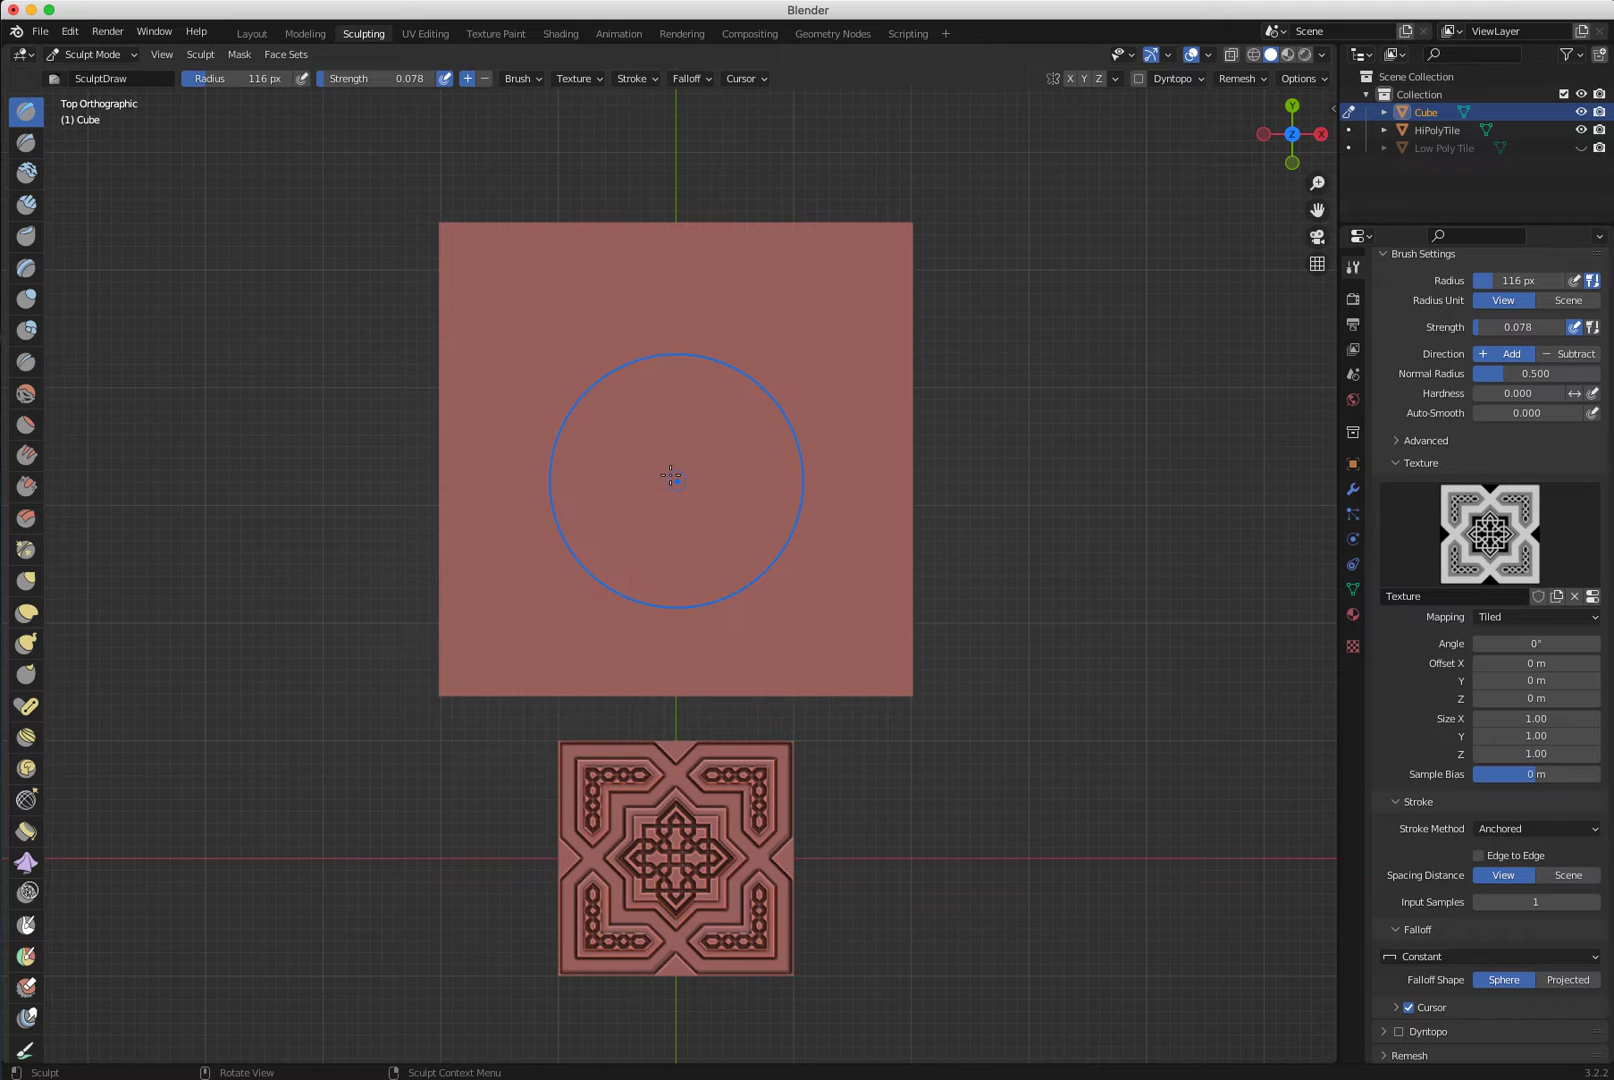 Blender
File Edit Render Window Help
Layout Modeling Sculpting UV Editing Texture Paint Shading Animation Rendering Compositing Geometry Nodes Scripting +
Scene
ViewLayer
Sculpt Mode View Sculpt Mask Face Sets
SculptDraw Radius 116 px Strength 0.078 + − Brush Texture Stroke Falloff Cursor
X Y Z Dyntopo Remesh Options
Top Orthographic
(1) Cube
Y
Z X
Scene Collection
Collection
Cube
HiPolyTile
Low Poly Tile
Brush Settings
Radius 116 px
Radius Unit View Scene
Strength 0.078
Direction + Add − Subtract
Normal Radius 0.500
Hardness 0.000
Auto-Smooth 0.000
Advanced
Texture
Texture
Mapping Tiled
Angle 0°
Offset X 0 m
Y 0 m
Z 0 m
Size X 1.00
Y 1.00
Z 1.00
Sample Bias 0 m
Stroke
Stroke Method Anchored
Edge to Edge
Spacing Distance View Scene
Input Samples 1
Falloff
Constant
Falloff Shape Sphere Projected
Cursor
Dyntopo
Remesh
Sculpt Rotate View Sculpt Context Menu 3.2.2